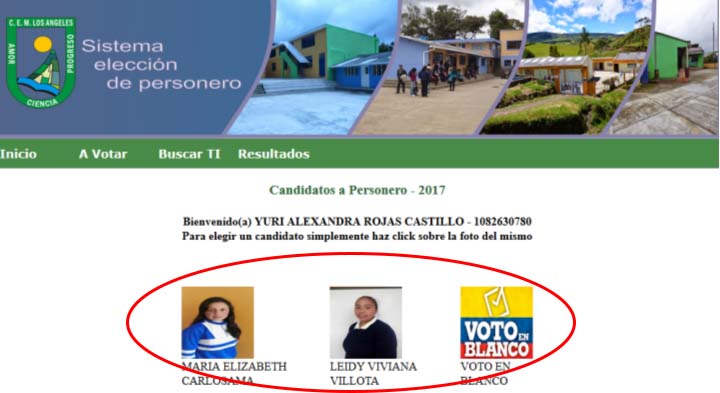 C. E. M. LOS ANGELES
AMOR
PROGRESO
CIENCIA
Sistema
elección
de personero
Inicio A Votar Buscar TI Resultados
Candidatos a Personero - 2017
Bienvenido(a) YURI ALEXANDRA ROJAS CASTILLO - 1082630780
Para elegir un candidato simplemente haz click sobre la foto del mismo
VOTO EN
BLANCO
MARIA ELIZABETH
CARLOSAMA
LEIDY VIVIANA
VILLOTA
VOTO EN
BLANCO